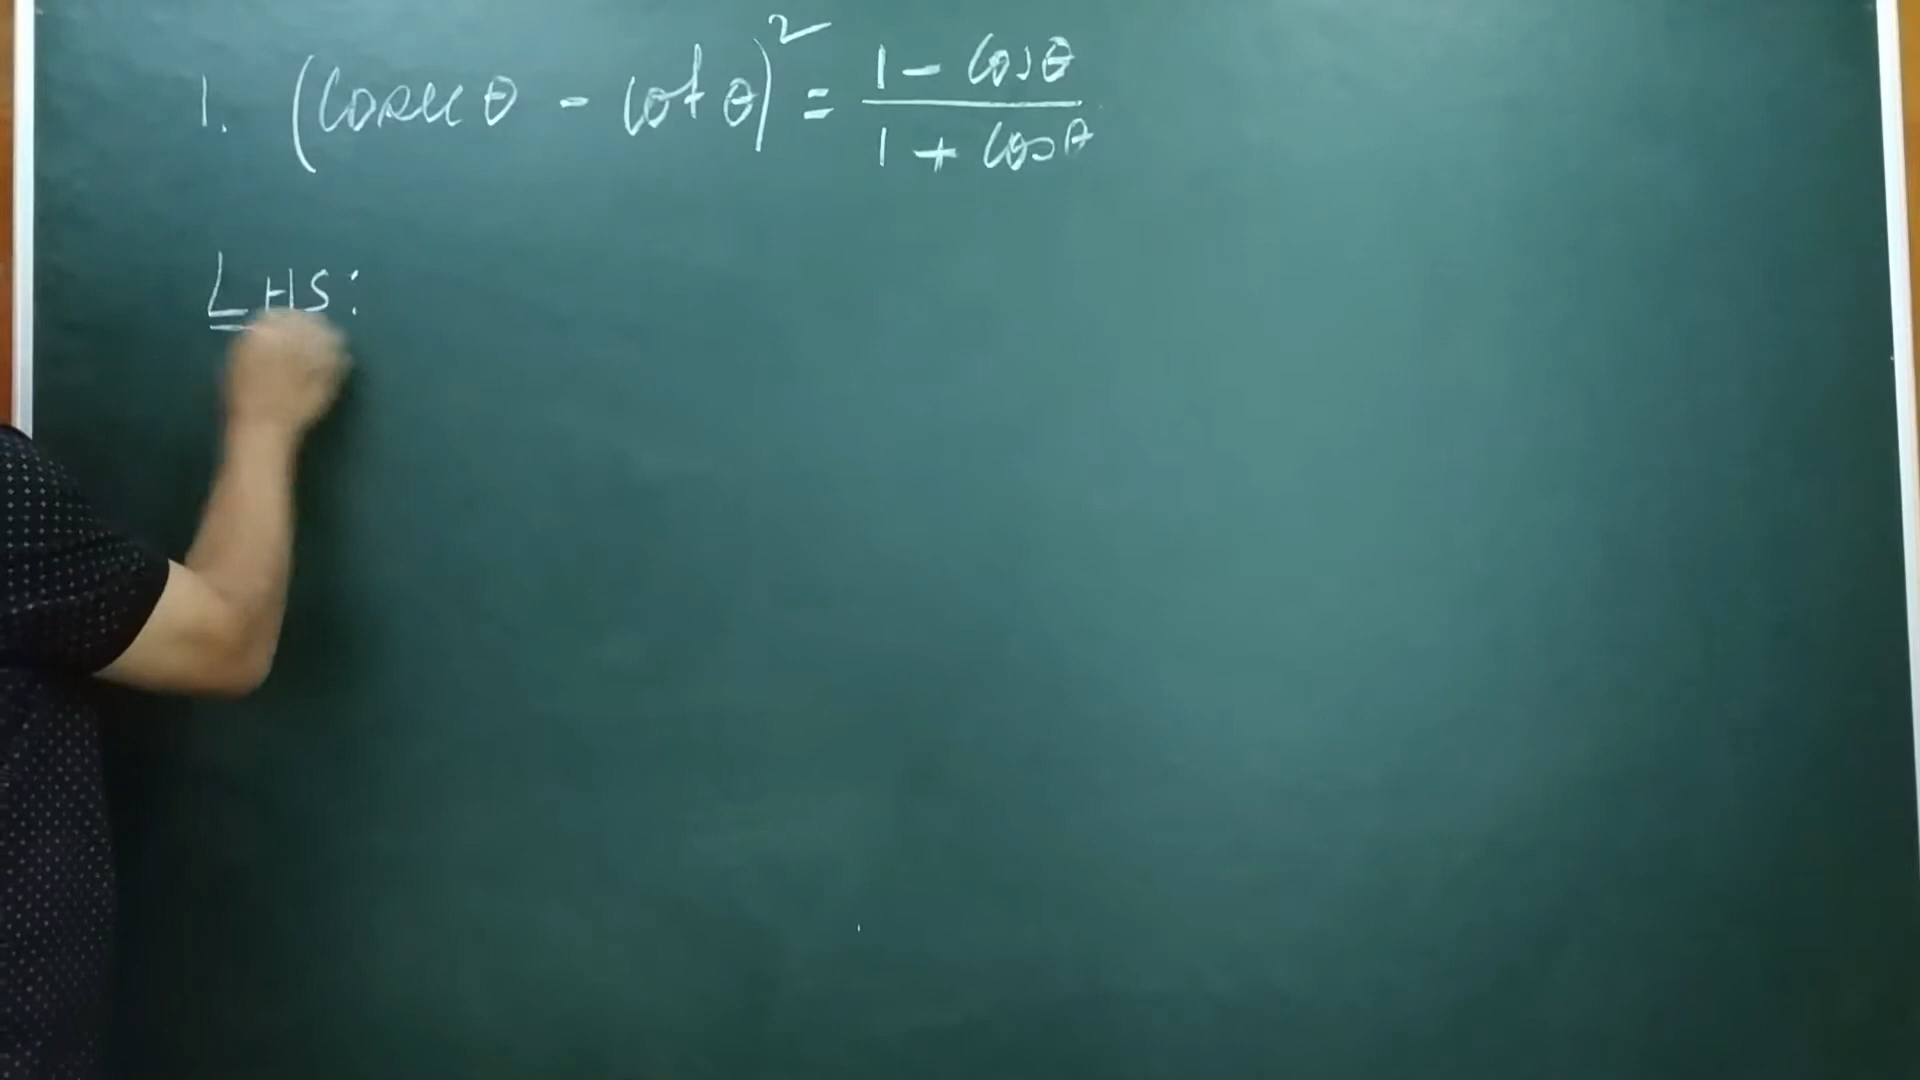 1. (cosec θ - cot θ)² = (1 - cos θ)/(1 + cos θ)
LHS: